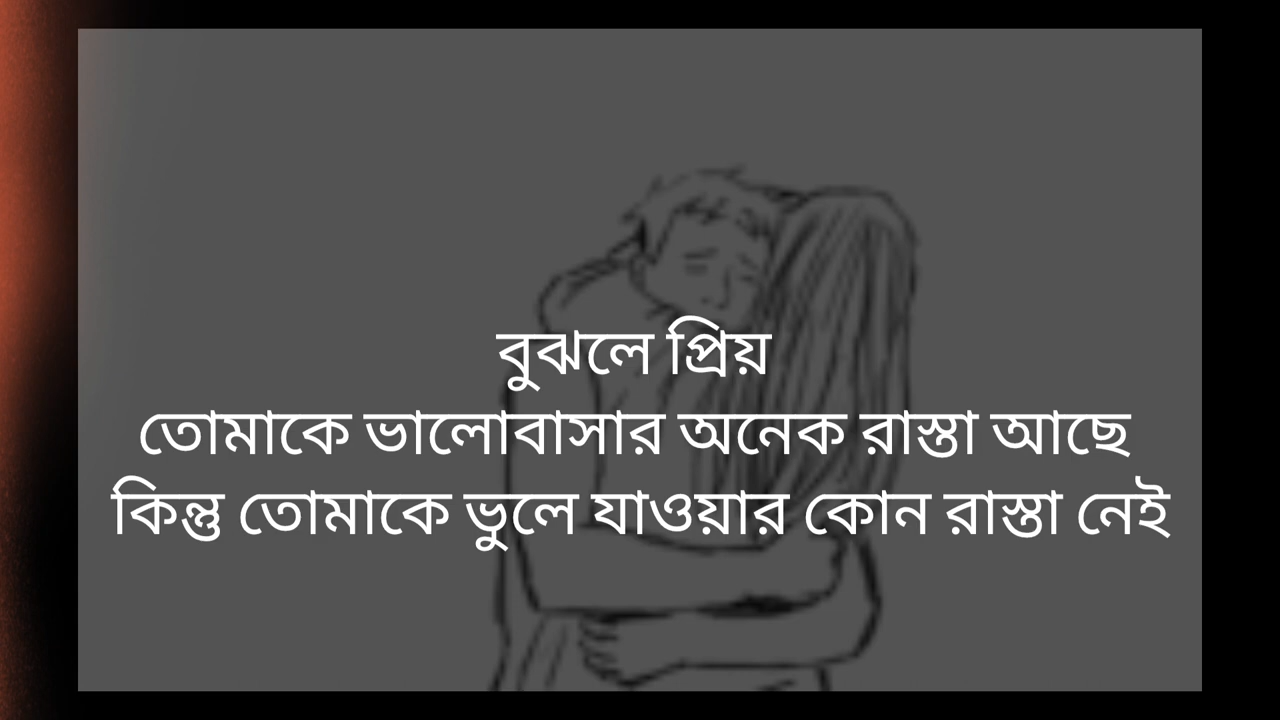 বুঝলে প্রিয়
তোমাকে ভালোবাসার অনেক রাস্তা আছে
কিন্তু তোমাকে ভুলে যাওয়ার কোন রাস্তা নেই